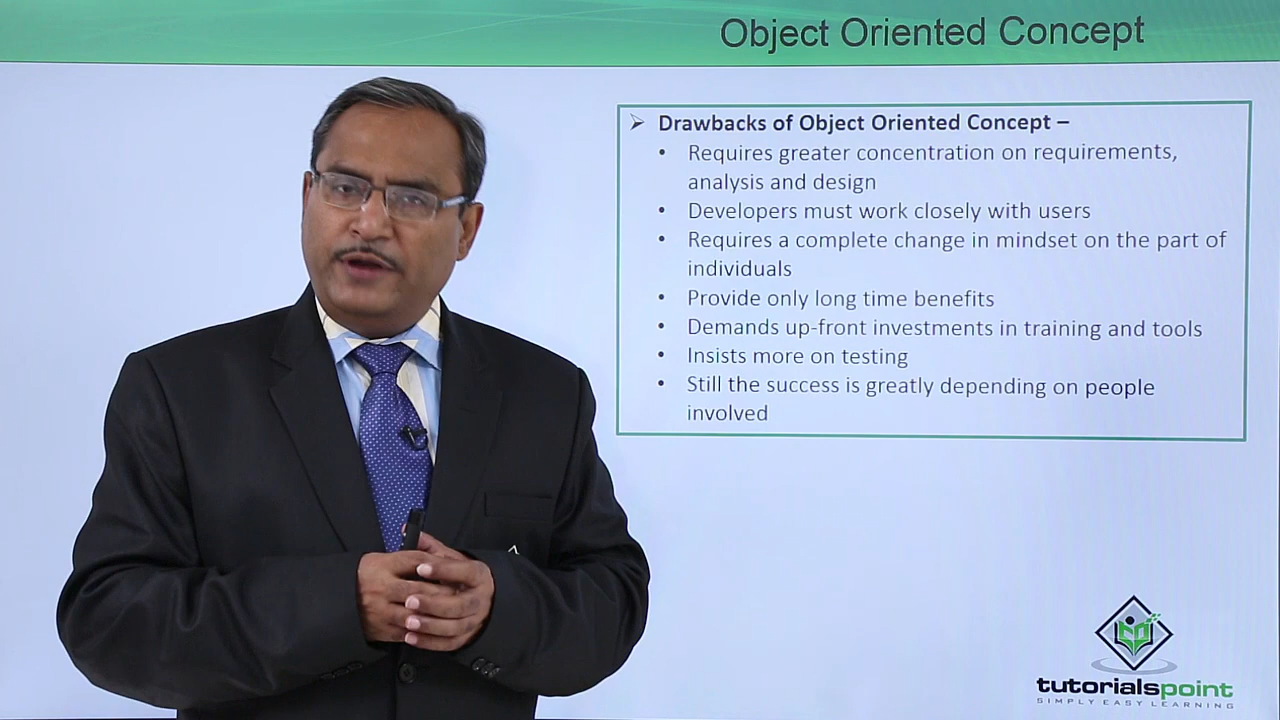 Object Oriented Concept
➢ Drawbacks of Object Oriented Concept –
• Requires greater concentration on requirements,
analysis and design
• Developers must work closely with users
• Requires a complete change in mindset on the part of
individuals
• Provide only long time benefits
• Demands up-front investments in training and tools
• Insists more on testing
• Still the success is greatly depending on people
involved
tutorialspoint
SIMPLY EASY LEARNING